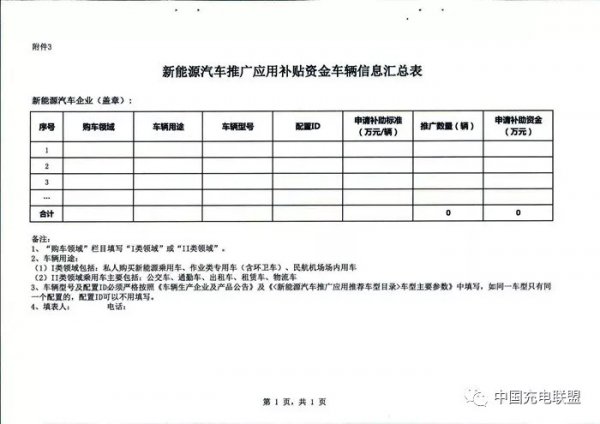 附件3
新能源汽车推广应用补贴资金车辆信息汇总表
新能源汽车企业（盖章）：
序号 购车领域 车辆用途 车辆型号 配置ID 申请补助标准（万元/辆） 推广数量（辆） 申请补助资金（万元）
1
2
3
…
合计 0 0
备注：
1、“购车领域”栏目填写“I类领域”或“II类领域”。
2、车辆用途：
（1）I类领域包括：私人购买新能源乘用车、作业类专用车（含环卫车）、民航机场场内用车
（2）II类领域乘用车主要包括：公交车、通勤车、出租车、租赁车、物流车
3、车辆型号及配置ID必须严格按照《车辆生产企业及产品公告》及《<新能源汽车推广应用推荐车型目录>车型主要参数》中填写，如同一车型只有同
一个配置的，配置ID可以不用填写。
4、填表人： 电话：
第 1 页，共 1 页
中国充电联盟